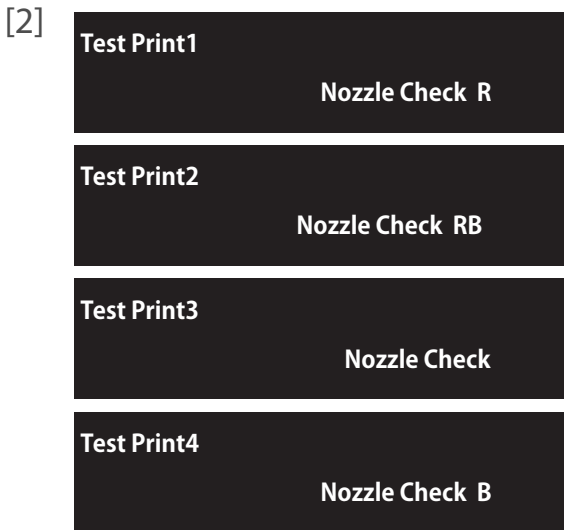 [2]
Test Print1
Nozzle Check R
Test Print2
Nozzle Check RB
Test Print3
Nozzle Check
Test Print4
Nozzle Check B